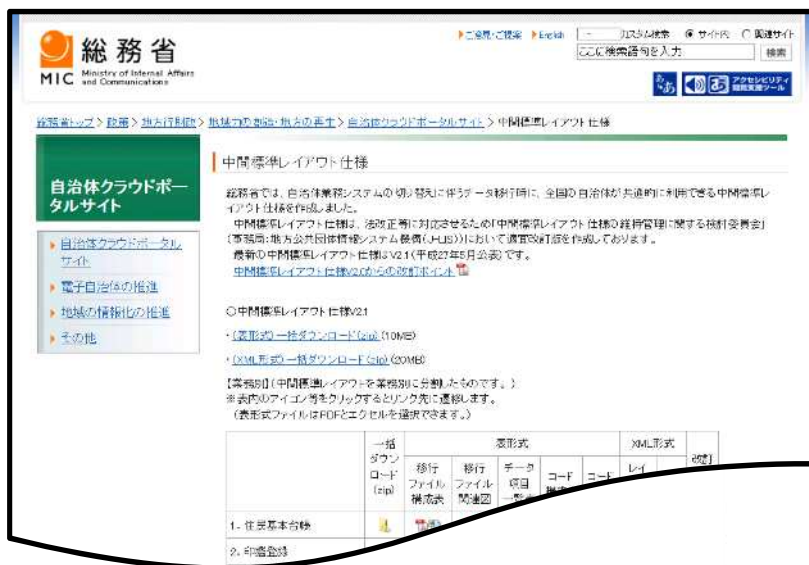 ご意見・ご提案 English カスタム検索 サイト内 関連サイト
総務省
ここに検索語句を入力 検索
MIC Ministry of Internal Affairs and Communications
アクセシビリティ 閲覧支援ツール
総務省トップ > 政策 > 地方行財政 > 地域力の創造・地方の再生 > 自治体クラウドポータルサイト > 中間標準レイアウト仕様
自治体クラウドポータルサイト
自治体クラウドポータルサイト
電子自治体の推進
地域の情報化の推進
その他
中間標準レイアウト仕様
総務省では、自治体業務システムの切り替えに伴うデータ移行時に、全国の自治体が共通的に利用できる中間標準レ
イアウト仕様を作成しました。
中間標準レイアウト仕様は、法改正等に対応させるため「中間標準レイアウト仕様の維持管理に関する検討委員会」
(事務局:地方公共団体情報システム機構(J-LIS))において適宜改訂版を作成しております。
最新の中間標準レイアウト仕様はV2.1(平成27年5月公表)です。
中間標準レイアウト仕様V2.0からの改訂ポイント
○中間標準レイアウト仕様V2.1
・(表形式)一括ダウンロード(zip)(10MB)
・(XML形式)一括ダウンロード(zip)(20MB)
【業務別】(中間標準レイアウトを業務別に分割したものです。)
※表内のアイコン等をクリックするとリンク先に遷移します。
(表形式ファイルはPDFとエクセルを選択できます。)
一括ダウンロード(zip) 表形式 XML形式 改訂
移行ファイル構成表 移行ファイル関連図 データ項目一覧表 コード コード レイ
1. 住民基本台帳
2. 印鑑登録